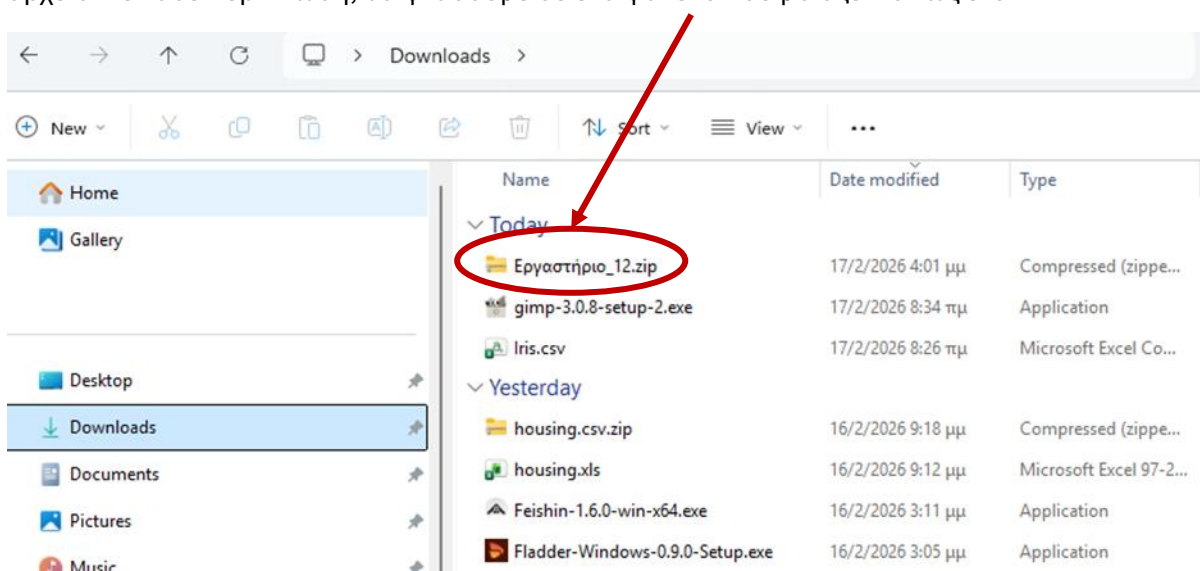 Downloads
New
Sort
View
Name
Date modified
Type
Home
Gallery
Today
Εργαστήριο_12.zip 17/2/2026 4:01 μμ Compressed (zippe...
gimp-3.0.8-setup-2.exe 17/2/2026 8:34 πμ Application
Iris.csv 17/2/2026 8:26 πμ Microsoft Excel Co...
Desktop
Yesterday
Downloads
housing.csv.zip 16/2/2026 9:18 μμ Compressed (zippe...
Documents
housing.xls 16/2/2026 9:12 μμ Microsoft Excel 97-2...
Pictures
Feishin-1.6.0-win-x64.exe 16/2/2026 3:11 μμ Application
Music
Fladder-Windows-0.9.0-Setup.exe 16/2/2026 3:05 μμ Application